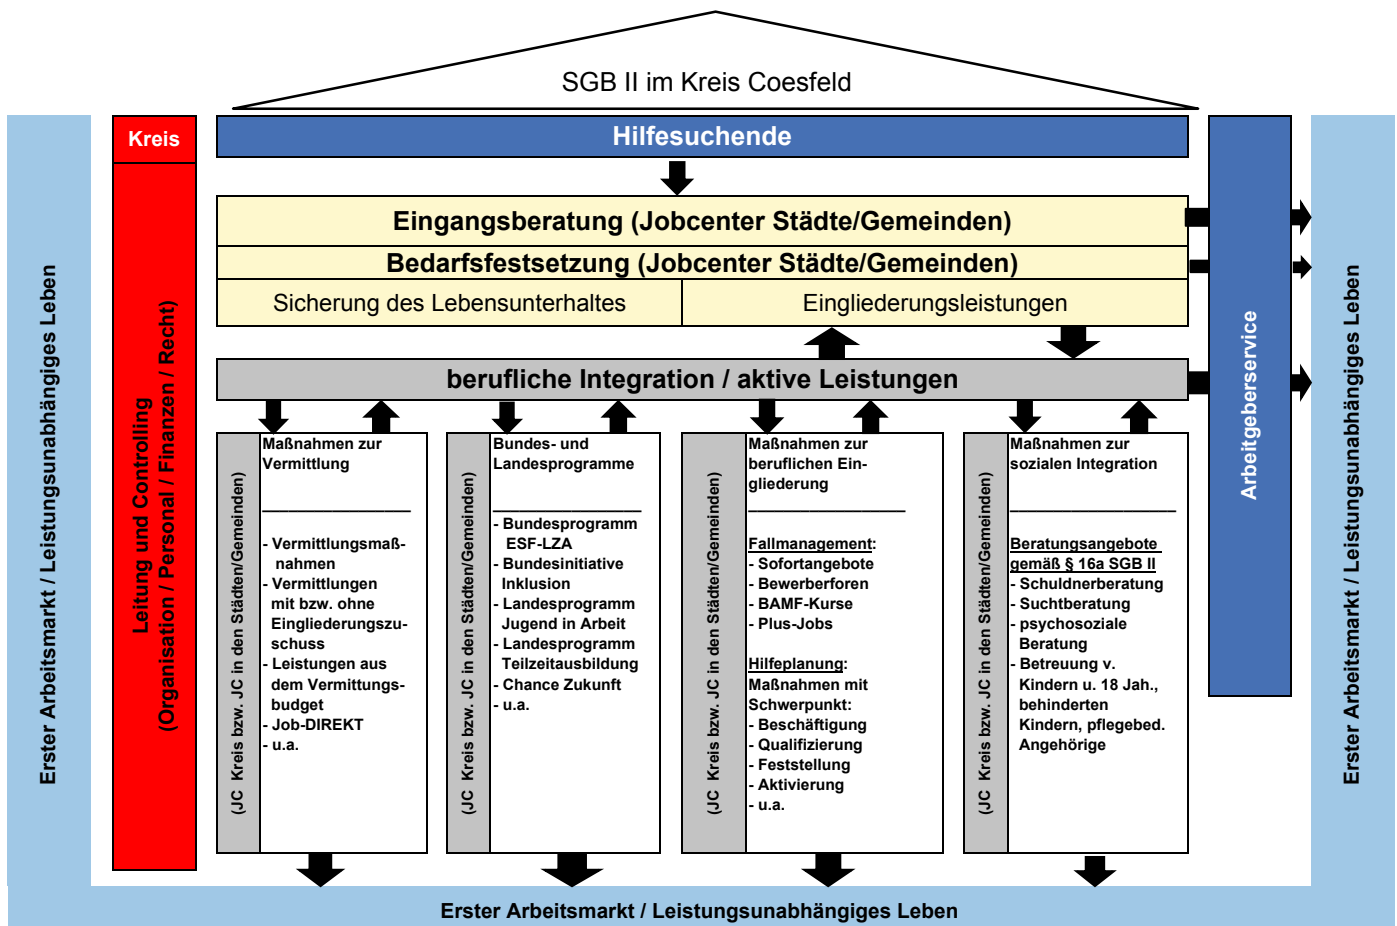 SGB II im Kreis Coesfeld
Erster Arbeitsmarkt / Leistungsunabhängiges Leben
Kreis
Leitung und Controlling
(Organisation / Personal / Finanzen / Recht)
Hilfesuchende
Eingangsberatung (Jobcenter Städte/Gemeinden)
Bedarfsfestsetzung (Jobcenter Städte/Gemeinden)
Sicherung des Lebensunterhaltes
Eingliederungsleistungen
berufliche Integration / aktive Leistungen
(JC Kreis bzw. JC in den Städten/Gemeinden)
Maßnahmen zur
Vermittlung
- Vermittlungsmaß-
nahmen
- Vermittlungen
mit bzw. ohne
Eingliederungszu-
schuss
- Leistungen aus
dem Vermittungs-
budget
- Job-DIREKT
- u.a.
(JC Kreis bzw. JC in den Städten/Gemeinden)
Bundes- und
Landesprogramme
- Bundesprogramm
ESF-LZA
- Bundesinitiative
Inklusion
- Landesprogramm
Jugend in Arbeit
- Landesprogramm
Teilzeitausbildung
- Chance Zukunft
- u.a.
(JC Kreis bzw. JC in den Städten/Gemeinden)
Maßnahmen zur
beruflichen Ein-
gliederung
Fallmanagement:
- Sofortangebote
- Bewerberforen
- BAMF-Kurse
- Plus-Jobs
Hilfeplanung:
Maßnahmen mit
Schwerpunkt:
- Beschäftigung
- Qualifizierung
- Feststellung
- Aktivierung
- u.a.
(JC Kreis bzw. JC in den Städten/Gemeinden)
Maßnahmen zur
sozialen Integration
Beratungsangebote
gemäß § 16a SGB II
- Schuldnerberatung
- Suchtberatung
- psychosoziale
Beratung
- Betreuung v.
Kindern u. 18 Jah.,
behinderten
Kindern, pflegebed.
Angehörige
Arbeitgeberservice
Erster Arbeitsmarkt / Leistungsunabhängiges Leben
Erster Arbeitsmarkt / Leistungsunabhängiges Leben